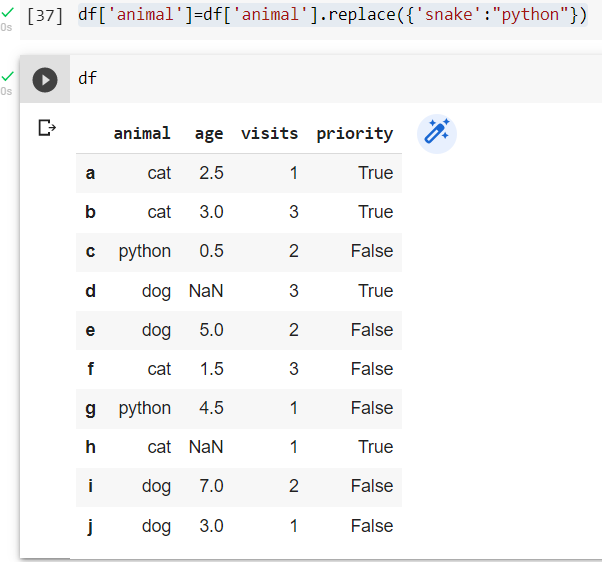 [37] df['animal']=df['animal'].replace({'snake':"python"})
0s
df
0s
animal age visits priority
a cat 2.5 1 True
b cat 3.0 3 True
c python 0.5 2 False
d dog NaN 3 True
e dog 5.0 2 False
f cat 1.5 3 False
g python 4.5 1 False
h cat NaN 1 True
i dog 7.0 2 False
j dog 3.0 1 False